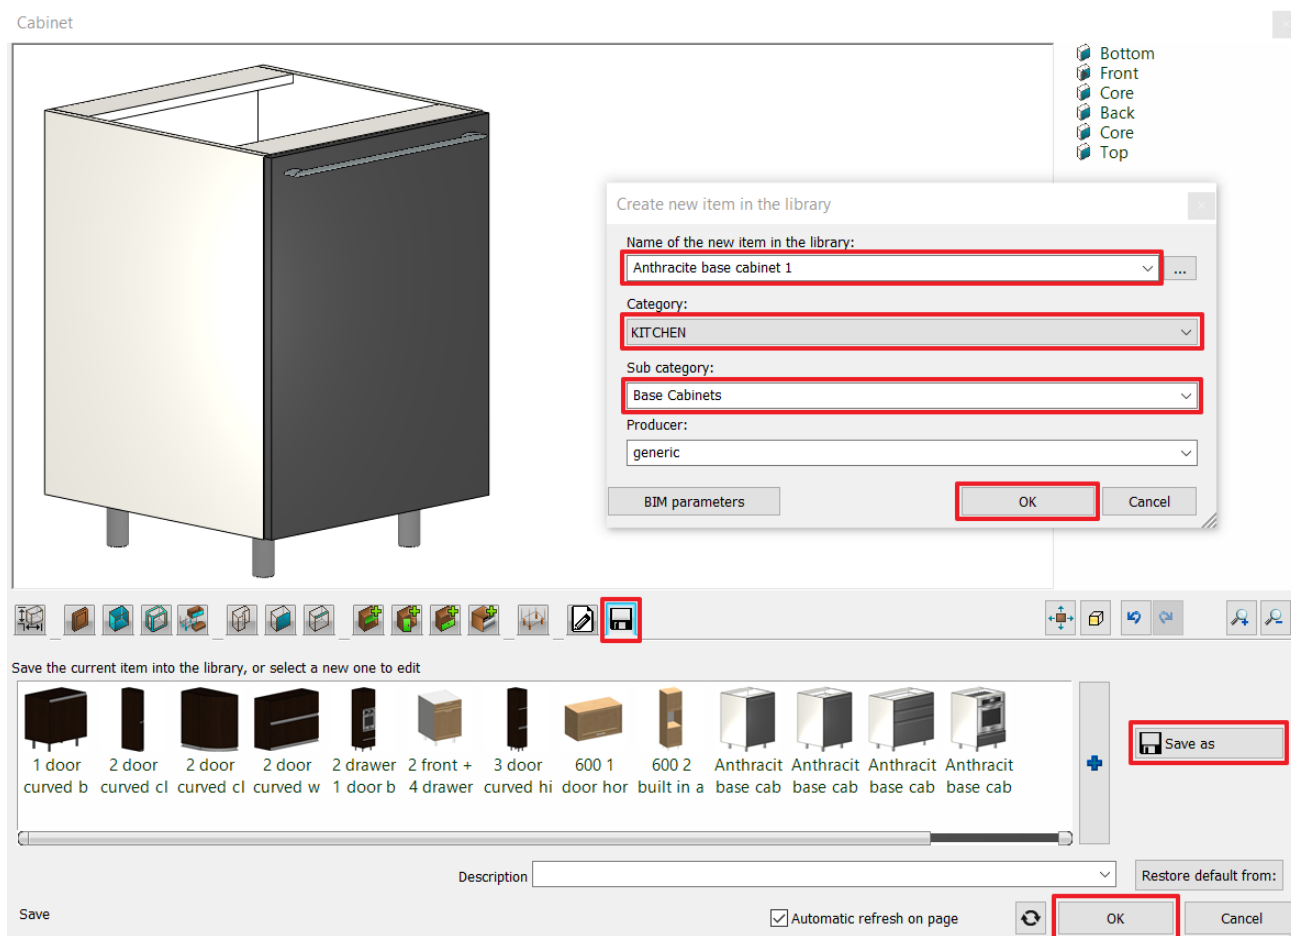 Cabinet
Bottom
Front
Core
Back
Core
Top
Create new item in the library
Name of the new item in the library:
Anthracite base cabinet 1
...
Category:
KITCHEN
Sub category:
Base Cabinets
Producer:
generic
BIM parameters
OK
Cancel
Save the current item into the library, or select a new one to edit
1 door
curved b
2 door
curved cl
2 door
curved cl
2 door
curved w
2 drawer
1 door b
2 front +
4 drawer
3 door
curved hi
600 1
door hor
600 2
built in a
Anthracit
base cab
Anthracit
base cab
Anthracit
base cab
Anthracit
base cab
Save as
Description
Restore default from:
Save
Automatic refresh on page
OK
Cancel